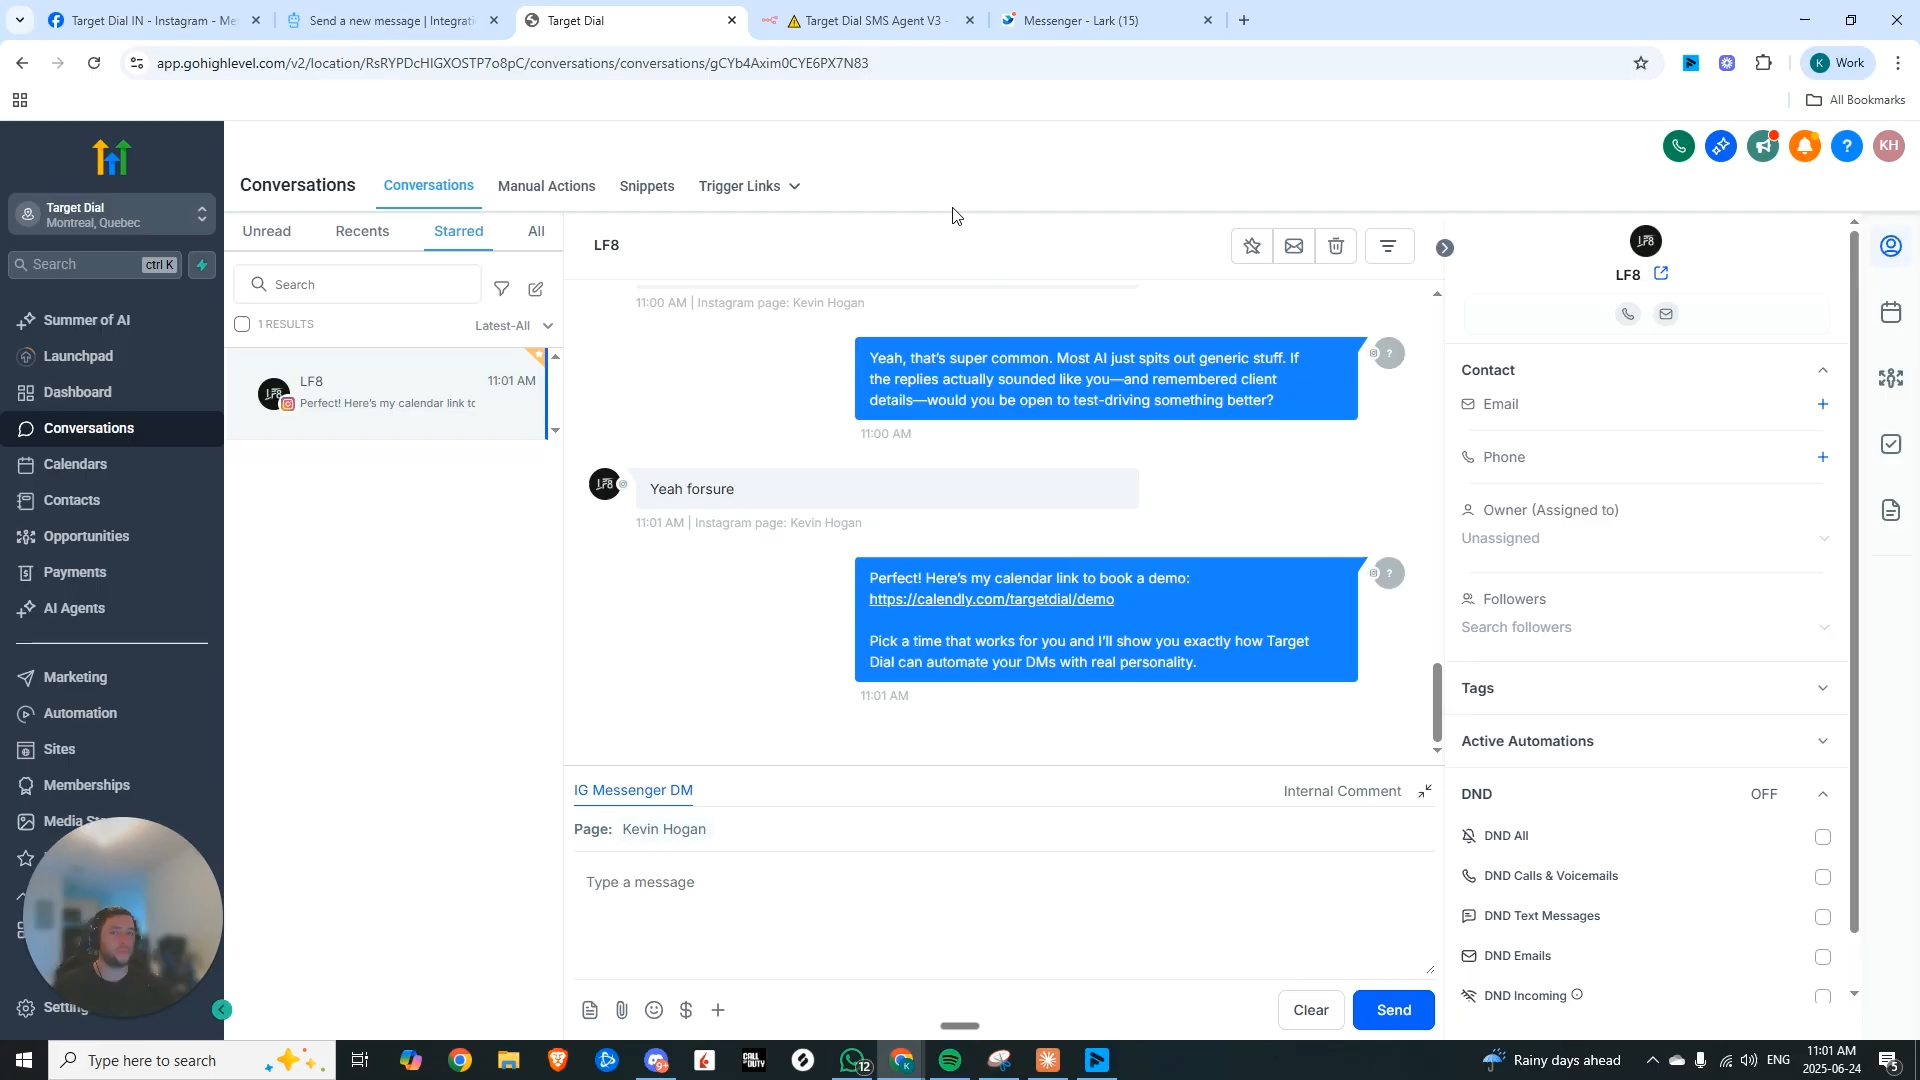 Target Dial IN - Instagram - Me
Send a new message | Integrati
Target Dial
Target Dial SMS Agent V3 -
Messenger - Lark (15)
app.gohighlevel.com/v2/location/RsRYPDcHIGXOSTP7o8pC/conversations/conversations/gCYb4Axim0CYE6PX7N83
K Work
All Bookmarks
KH
Target Dial
Montreal, Quebec
Search
ctrl K
Summer of AI
Launchpad
Dashboard
Conversations
Calendars
Contacts
Opportunities
Payments
AI Agents
Marketing
Automation
Sites
Memberships
Media
Conversations
Conversations
Manual Actions
Snippets
Trigger Links
Unread
Recents
Starred
All
Search
1 RESULTS
Latest-All
LF8
11:01 AM
Perfect! Here's my calendar link to
LF8
11:00 AM | Instagram page: Kevin Hogan
Yeah, that's super common. Most AI just spits out generic stuff. If
the replies actually sounded like you—and remembered client
details—would you be open to test-driving something better?
11:00 AM
LF8
Yeah forsure
11:01 AM | Instagram page: Kevin Hogan
Perfect! Here's my calendar link to book a demo:
https://calendly.com/targetdial/demo
Pick a time that works for you and I'll show you exactly how Target
Dial can automate your DMs with real personality.
11:01 AM
IG Messenger DM
Internal Comment
Page: Kevin Hogan
Type a message
Clear
Send
LF8
LF8
Contact
Email
Phone
Owner (Assigned to)
Unassigned
Followers
Search followers
Tags
Active Automations
DND
OFF
DND All
DND Calls & Voicemails
DND Text Messages
DND Emails
DND Incoming
Type here to search
CALL OF DUTY
12
Rainy days ahead
ENG
11:01 AM
2025-06-24
5